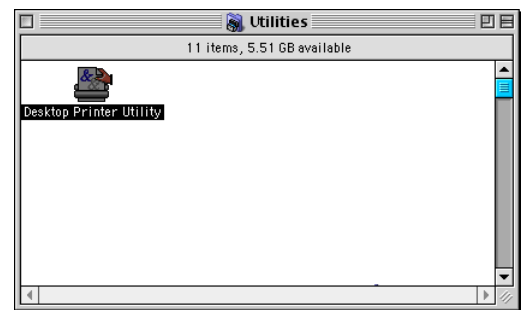 Utilities
11 items, 5.51 GB available
Desktop Printer Utility